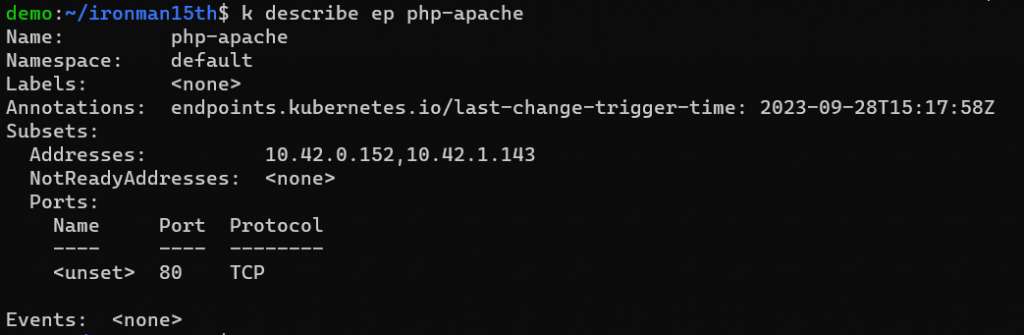 demo:~/ironman15th$ k describe ep php-apache
Name:         php-apache
Namespace:    default
Labels:       <none>
Annotations:  endpoints.kubernetes.io/last-change-trigger-time: 2023-09-28T15:17:58Z
Subsets:
  Addresses:          10.42.0.152,10.42.1.143
  NotReadyAddresses:  <none>
  Ports:
    Name     Port  Protocol
    ----     ----  --------
    <unset>  80    TCP

Events:  <none>